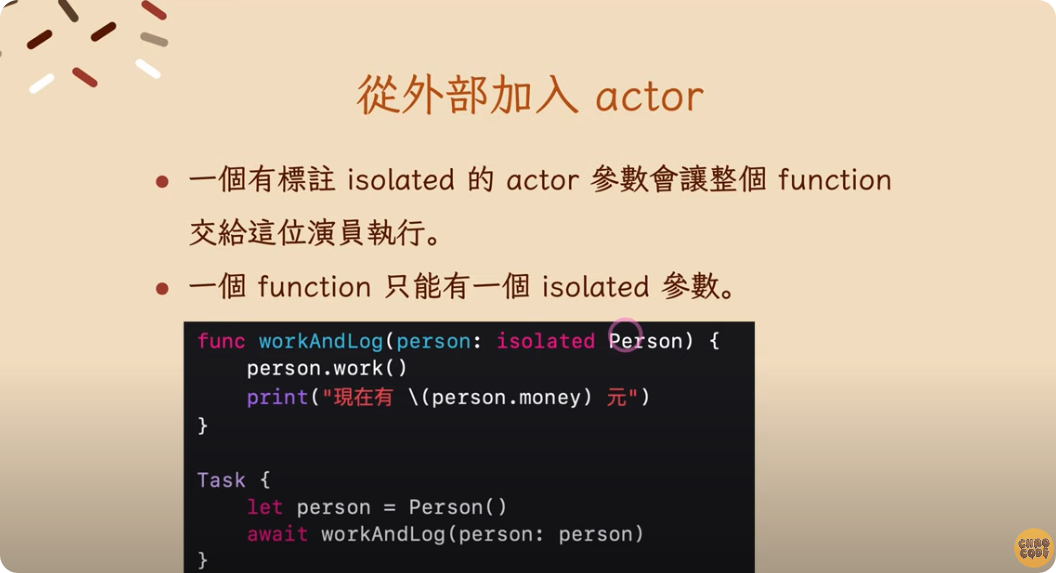 從外部加入 actor
• 一個有標註 isolated 的 actor 參數會讓整個 function
交給這位演員執行。
• 一個 function 只能有一個 isolated 參數。
func workAndLog(person: isolated Person) {
    person.work()
    print("現在有 \(person.money) 元")
}
Task {
    let person = Person()
    await workAndLog(person: person)
}
CHAO
CODE